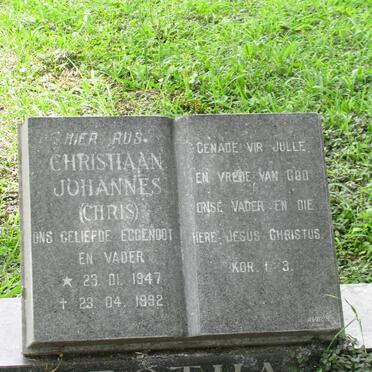 HIER RUS
CHRISTIAAN
JOHANNES
(CHRIS)
ONS GELIEFDE EGGENOOT
EN VADER
* 23. 01. 1947
† 23. 04. 1992
GENADE VIR JULLE
EN VREDE VAN GOD
ONSE VADER EN DIE
HERE JESUS CHRISTUS.
KOR. 1:3.